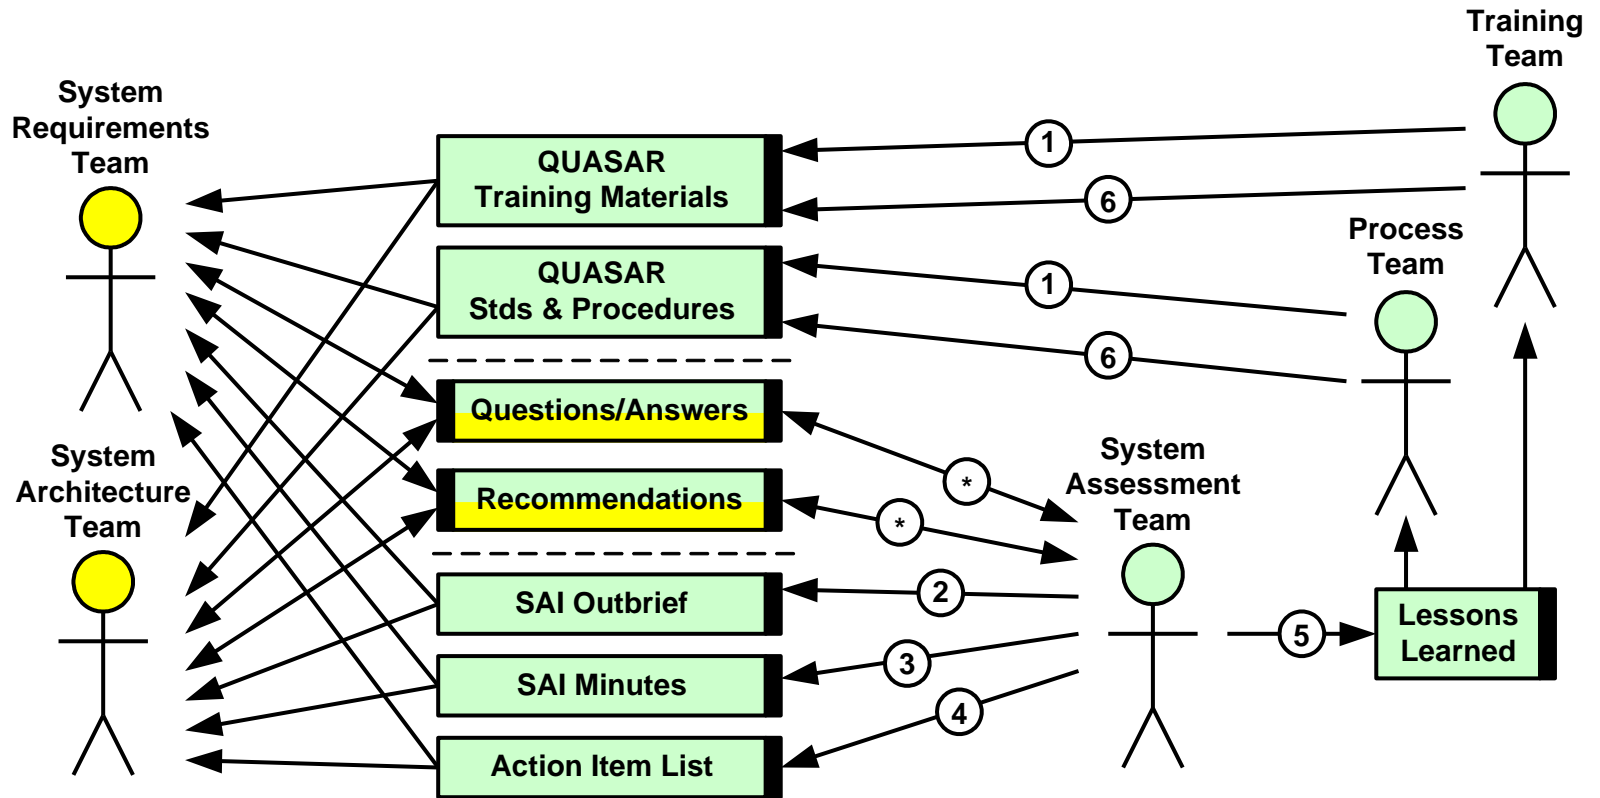 Training
Team
System
Requirements
Team
QUASAR
Training Materials
1
6
Process
Team
QUASAR
Stds & Procedures
1
6
Questions/Answers
*
System
Assessment
Team
System
Architecture
Team
Recommendations
*
SAI Outbrief
2
Lessons
Learned
5
SAI Minutes
3
4
Action Item List